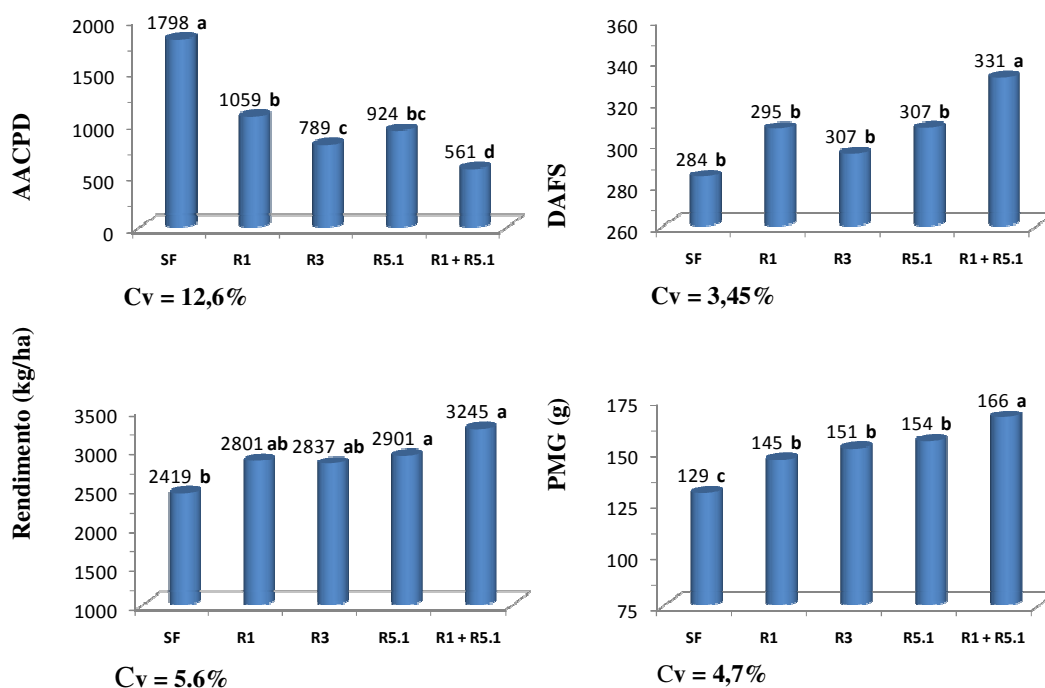 AACPD
2000
1500
1000
500
0
1798 a
1059 b
789 c
924 bc
561 d
SF R1 R3 R5.1 R1 + R5.1
Cv = 12,6%
DAFS
360
340
320
300
280
260
284 b
295 b
307 b
307 b
331 a
SF R1 R3 R5.1 R1 + R5.1
Cv = 3,45%
Rendimento (kg/ha)
3500
3000
2500
2000
1500
1000
2419 b
2801 ab
2837 ab
2901 a
3245 a
SF R1 R3 R5.1 R1 + R5.1
Cv = 5.6%
PMG (g)
175
150
125
100
75
129 c
145 b
151 b
154 b
166 a
SF R1 R3 R5.1 R1 + R5.1
Cv = 4,7%